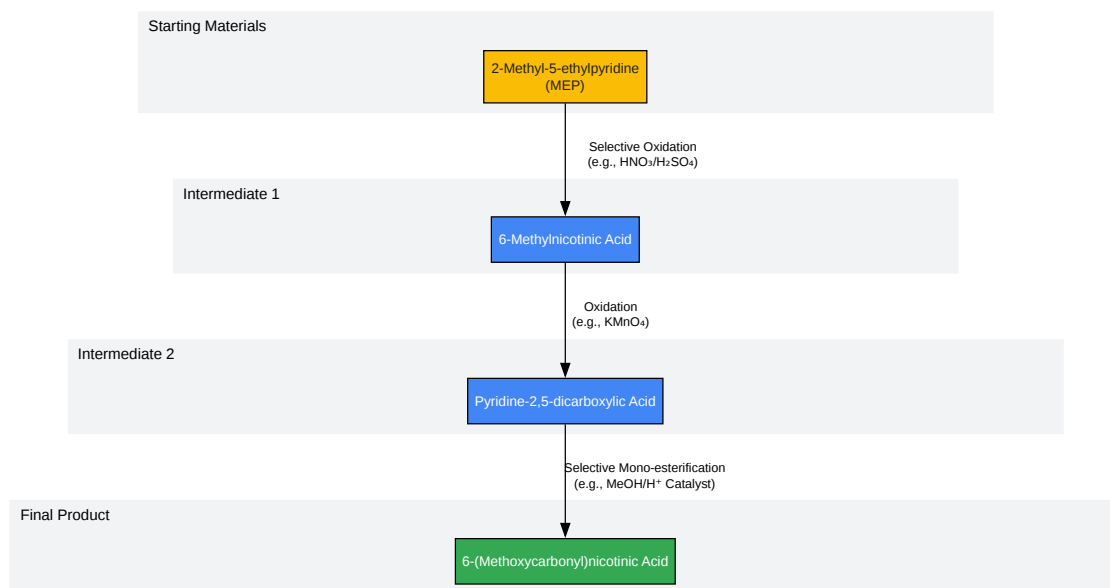 Starting Materials
2-Methyl-5-ethylpyridine
(MEP)
Selective Oxidation
(e.g., HNO₃/H₂SO₄)
Intermediate 1
6-Methylnicotinic Acid
Oxidation
(e.g., KMnO₄)
Intermediate 2
Pyridine-2,5-dicarboxylic Acid
Selective Mono-esterification
(e.g., MeOH/H⁺ Catalyst)
Final Product
6-(Methoxycarbonyl)nicotinic Acid